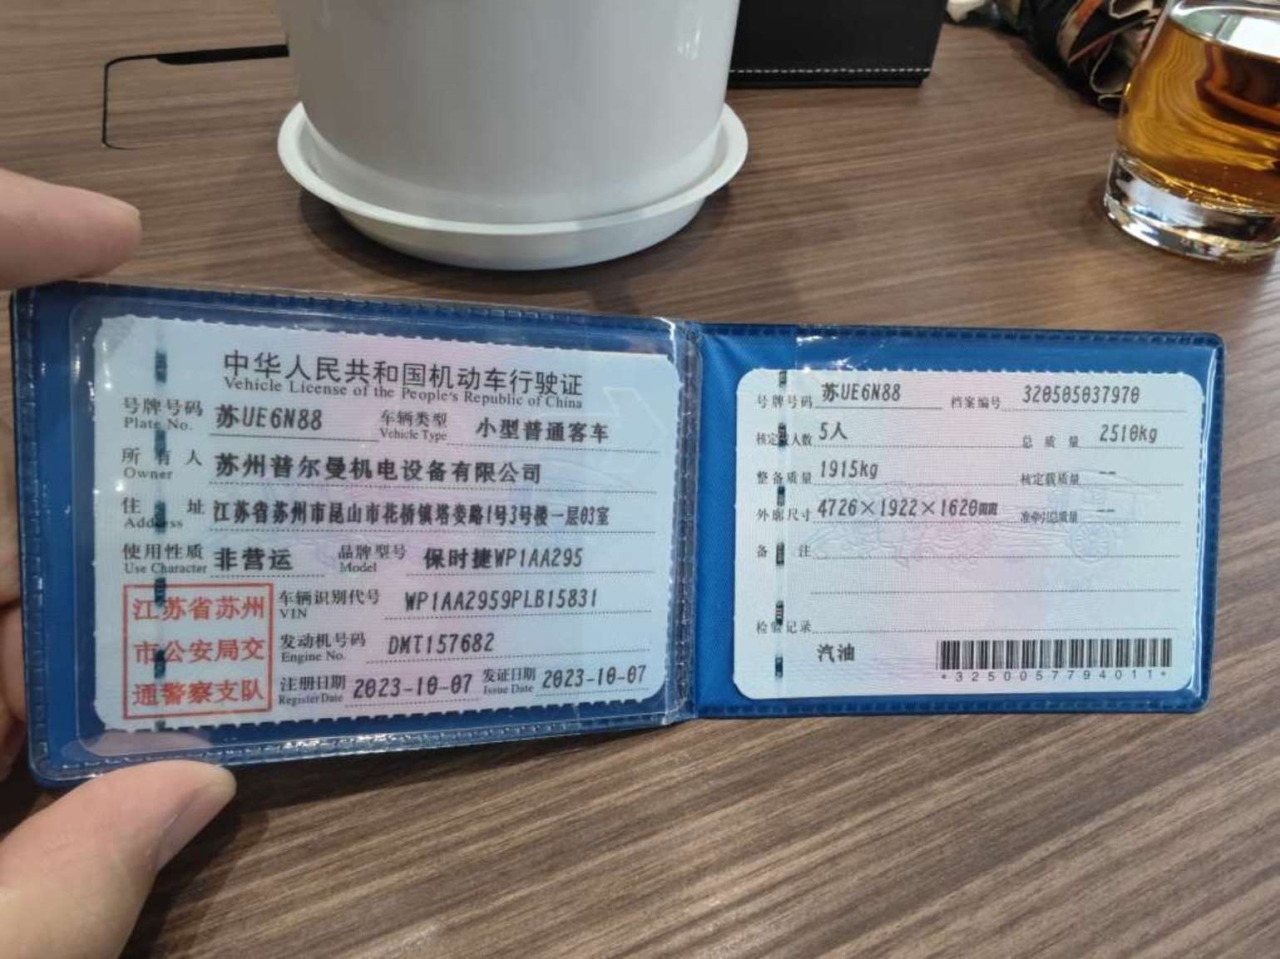 中华人民共和国机动车行驶证
Vehicle License of the People's Republic of China
号牌号码 苏UE6N88 车辆类型 小型普通客车
Plate No. Vehicle Type
所有人 苏州普尔曼机电设备有限公司
Owner
住址 江苏省苏州市昆山市花桥镇塔娄路1号3号楼一层03室
Address
使用性质 非营运 品牌型号 保时捷WP1AA295
Use Character Model
江苏省苏州
市公安局交
通警察支队
车辆识别代号 WP1AA2959PLB15831
VIN
发动机号码 DMT157682
Engine No.
注册日期 2023-10-07 发证日期 2023-10-07
Register Date Issue Date
号牌号码 苏UE6N88 档案编号 320505037970
核定载人数 5人 总质量 2510kg
整备质量 1915kg 核定载质量 --
外廓尺寸 4726×1922×1620mm 准牵引总质量 --
备注
检验记录
汽油
*3250057794011*